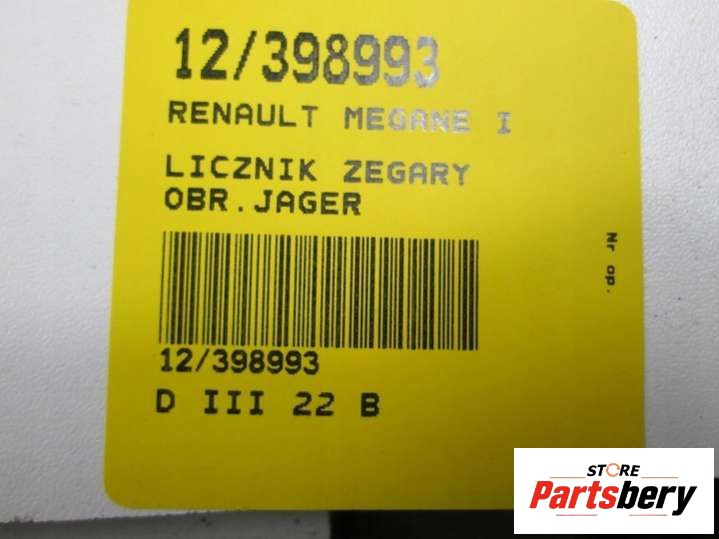 12/398993
RENAULT MEGANE I
LICZNIK ZEGARY
OBR.JAGER
12/398993
D III 22 B
Nr op.
STORE
Partsbery